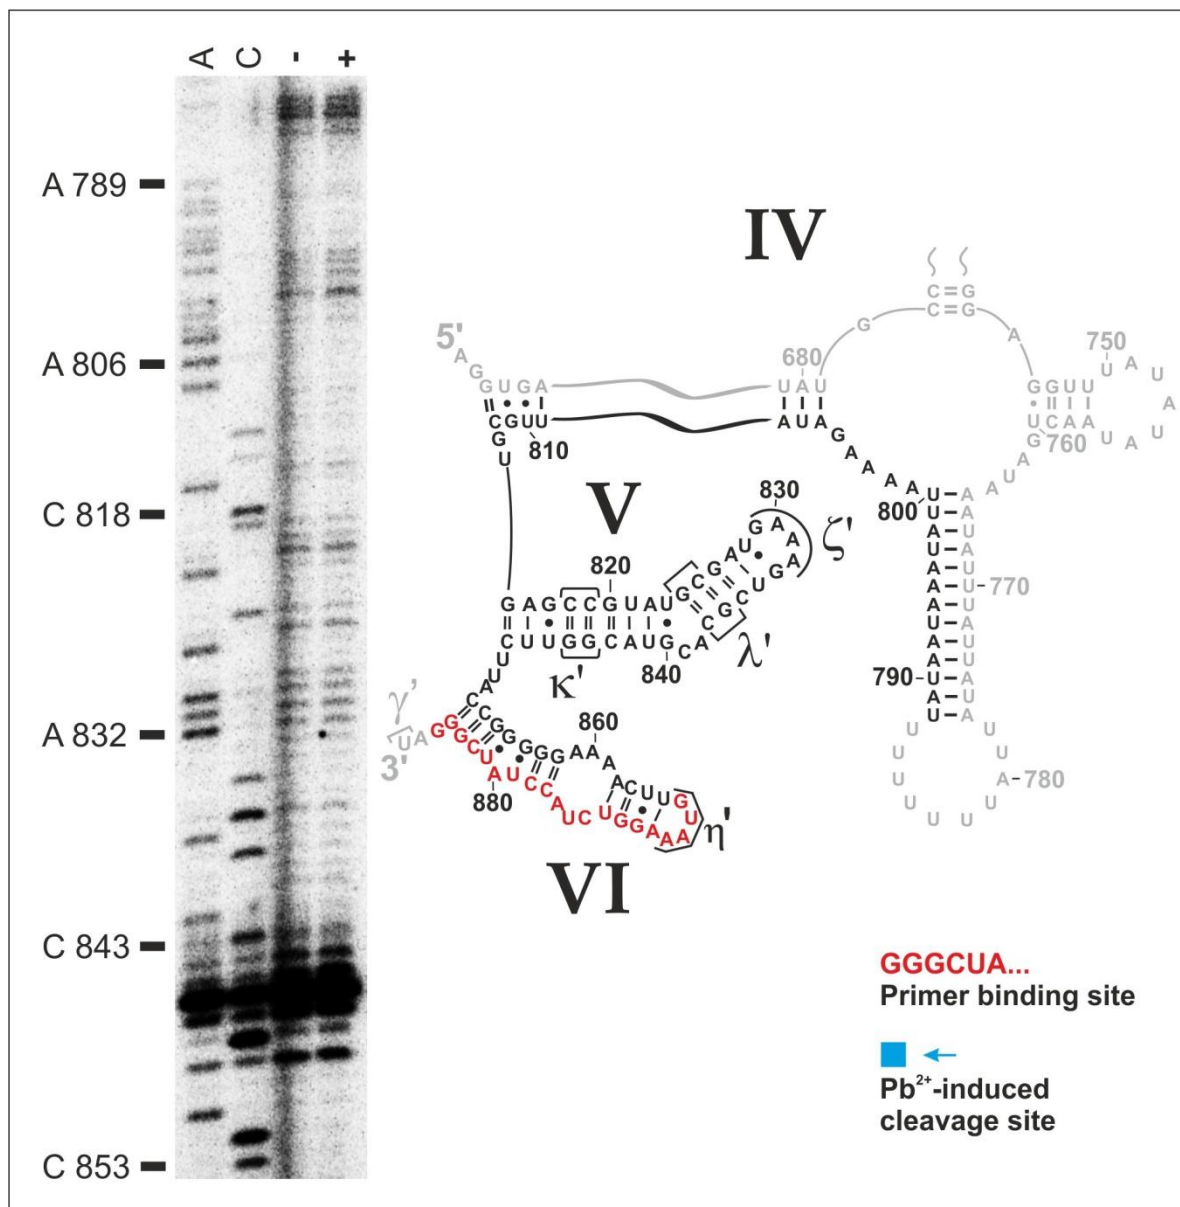 A
C
-
+
A 789
A 806
C 818
A 832
C 843
C 853
IV
V
VI
5'
A G G U G A
U A U
680
G
C = G
C = G
A
G G U U
U A U A U A U
750
U C A A
760
G A U A A
770
780
790
800
A U A G A A A A
U G C G U U
810
G A G C C G U A U G C G A U G A A A G U C G C A C G U A C G G U U C
820
830
840
ζ'
λ'
κ'
U U A C C G G G G G A A A A C U U
860
G U A A A G G U C U A C C U A U C G G G
880
η'
γ'
A U
3'
GGGCUA...
Primer binding site
Pb²⁺-induced
cleavage site